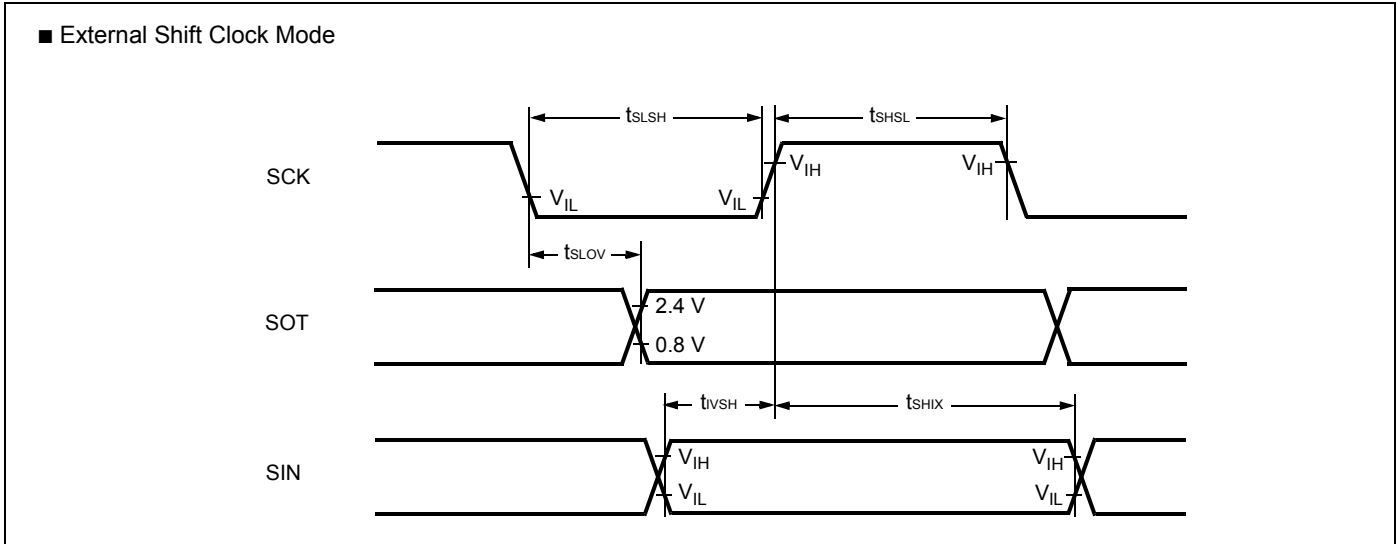 ■ External Shift Clock Mode
tSLSH
tSHSL
SCK
VIH
VIH
VIL
VIL
tSLOV
SOT
2.4 V
0.8 V
tIVSH
tSHIX
SIN
VIH
VIH
VIL
VIL